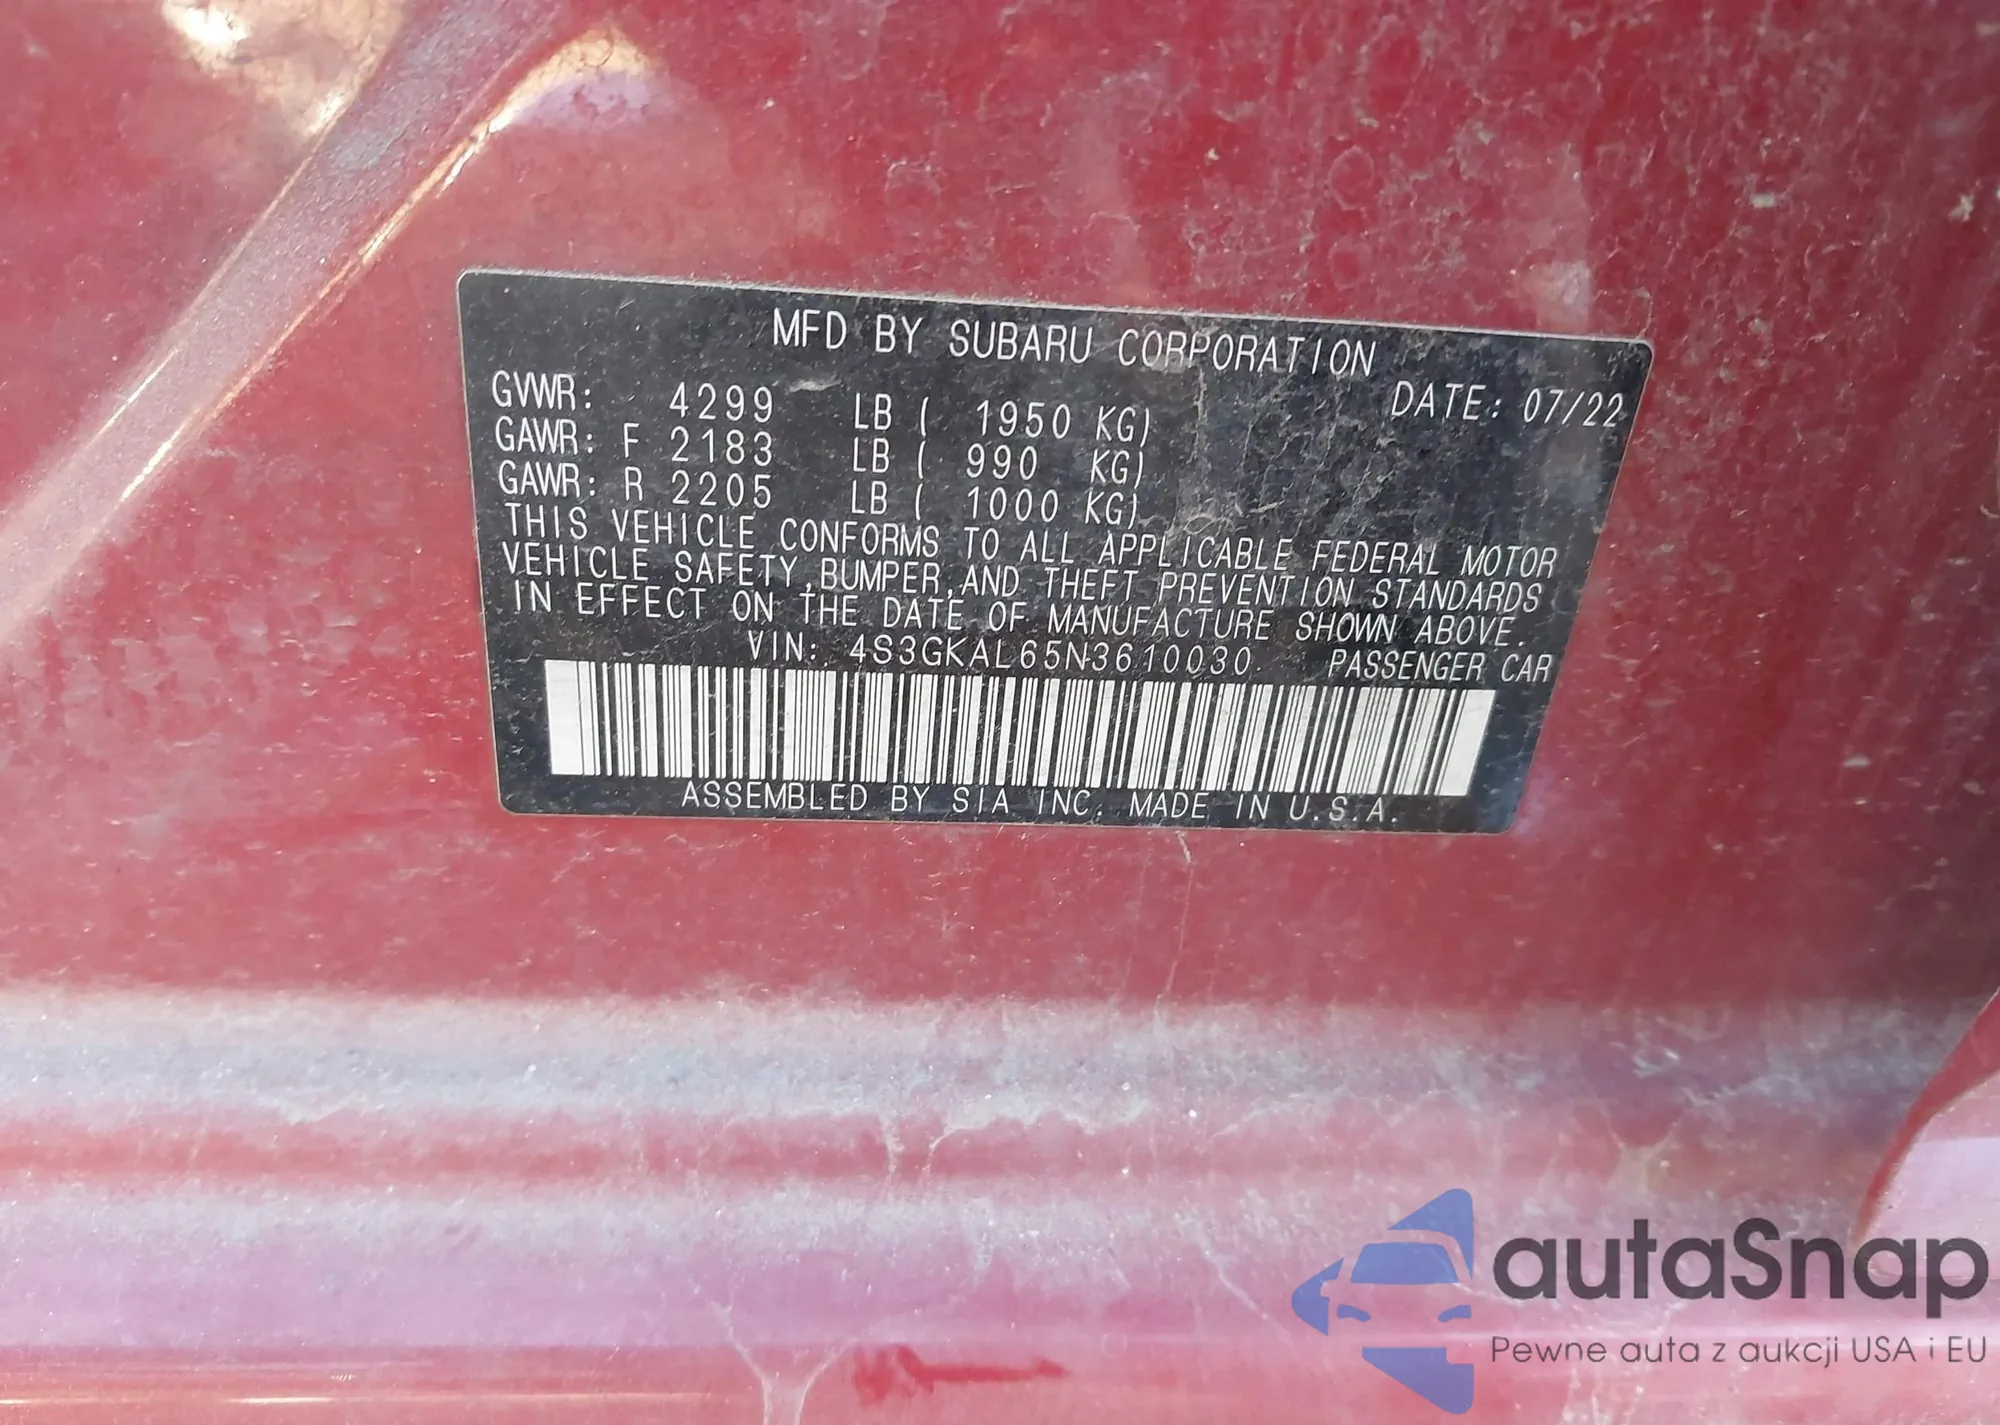 MFD BY SUBARU CORPORATION
DATE: 07/22
GVWR: 4299 LB ( 1950 KG)
GAWR: F 2183 LB ( 990 KG)
GAWR: R 2205 LB ( 1000 KG)
THIS VEHICLE CONFORMS TO ALL APPLICABLE FEDERAL MOTOR
VEHICLE SAFETY,BUMPER,AND THEFT PREVENTION STANDARDS
IN EFFECT ON THE DATE OF MANUFACTURE SHOWN ABOVE.
VIN: 4S3GKAL65N3610030 PASSENGER CAR
ASSEMBLED BY SIA INC. MADE IN U.S.A.
autaSnap
Pewne auta z aukcji USA i EU